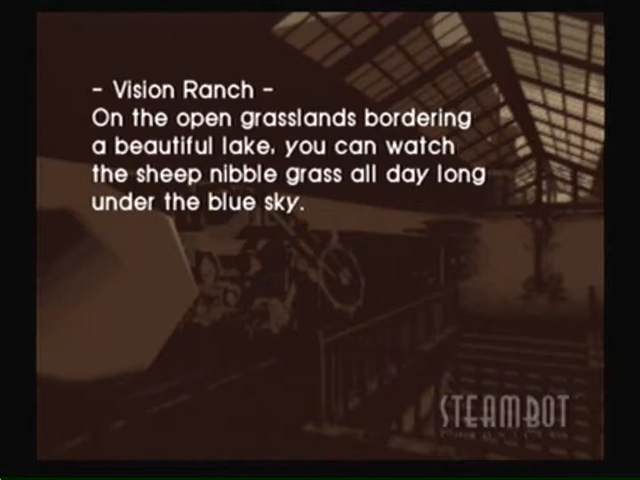 - Vision Ranch -
On the open grasslands bordering
a beautiful lake, you can watch
the sheep nibble grass all day long
under the blue sky.
STEAMBOT